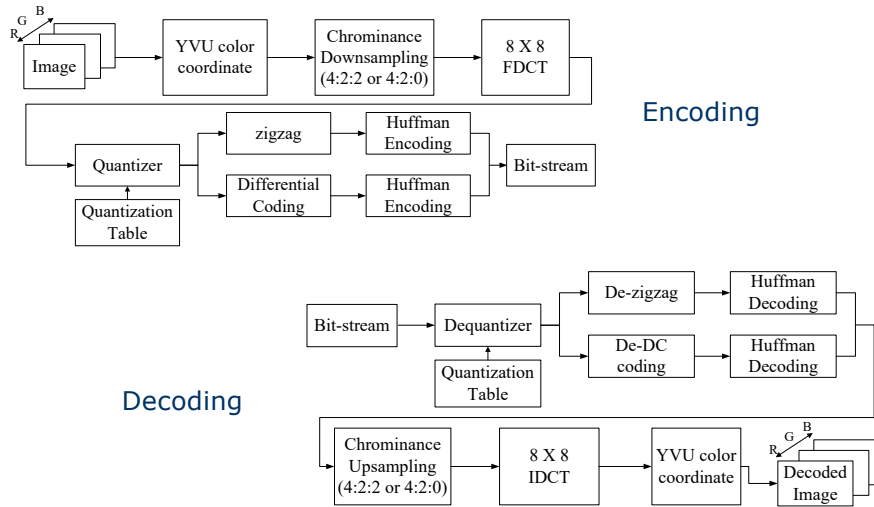 R G B
Image
YVU color
coordinate
Chrominance
Downsampling
(4:2:2 or 4:2:0)
8 X 8
FDCT
Encoding
Quantizer
Quantization
Table
zigzag
Huffman
Encoding
Differential
Coding
Huffman
Encoding
Bit-stream
Decoding
Bit-stream
Dequantizer
Quantization
Table
De-zigzag
Huffman
Decoding
De-DC
coding
Huffman
Decoding
Chrominance
Upsampling
(4:2:2 or 4:2:0)
8 X 8
IDCT
YVU color
coordinate
R G B
Decoded
Image